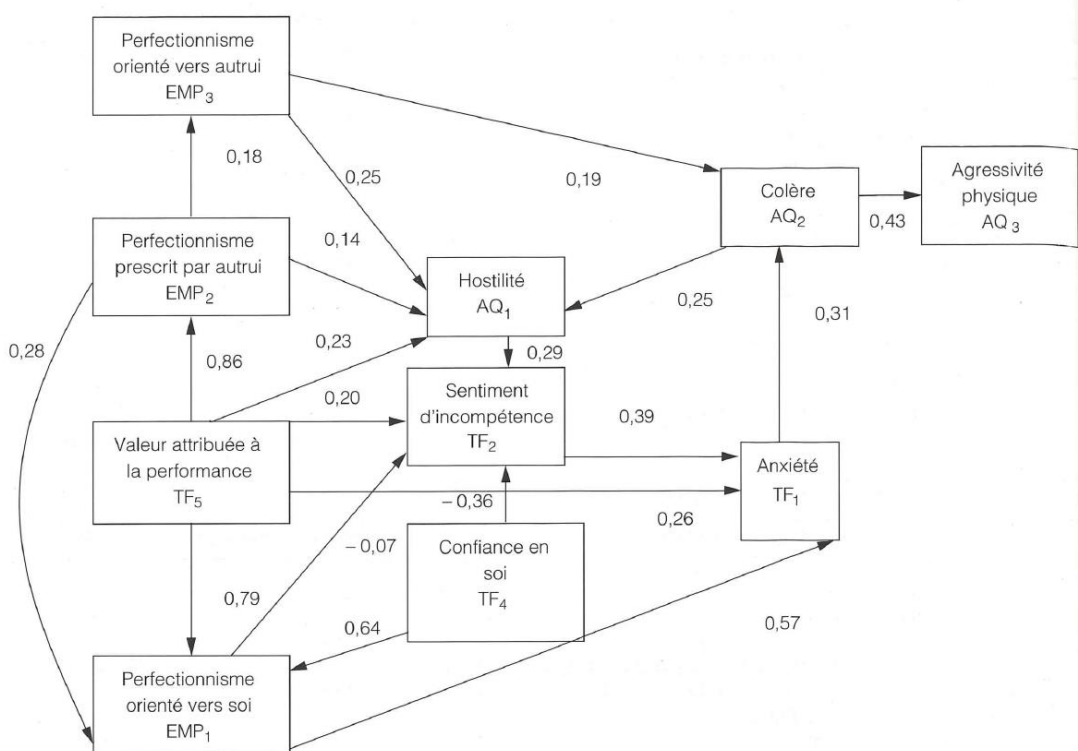 Perfectionnisme
orienté vers autrui
EMP3
0,18
0,25
0,19
Colère
AQ2
0,43
Agressivité
physique
AQ 3
Perfectionnisme
prescrit par autrui
EMP2
0,14
Hostilité
AQ1
0,25
0,31
0,28
0,86
0,23
0,29
0,20
Sentiment
d'incompétence
TF2
0,39
Valeur attribuée à
la performance
TF5
Anxiété
TF1
– 0,36
0,26
– 0,07
Confiance en
soi
TF4
0,79
0,64
0,57
Perfectionnisme
orienté vers soi
EMP1